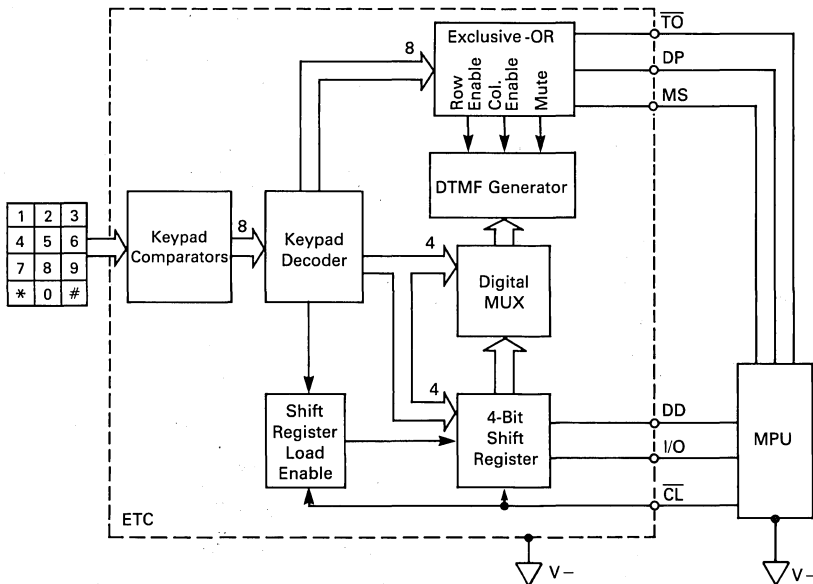 Exclusive-OR
Row Enable
Col. Enable
Mute
8
TO
DP
MS
DTMF Generator
1 2 3
4 5 6
7 8 9
* 0 #
Keypad
Comparators
8
Keypad
Decoder
4
Digital
MUX
4
Shift
Register
Load
Enable
4-Bit
Shift
Register
DD
I/O
CL
MPU
ETC
V−
V−